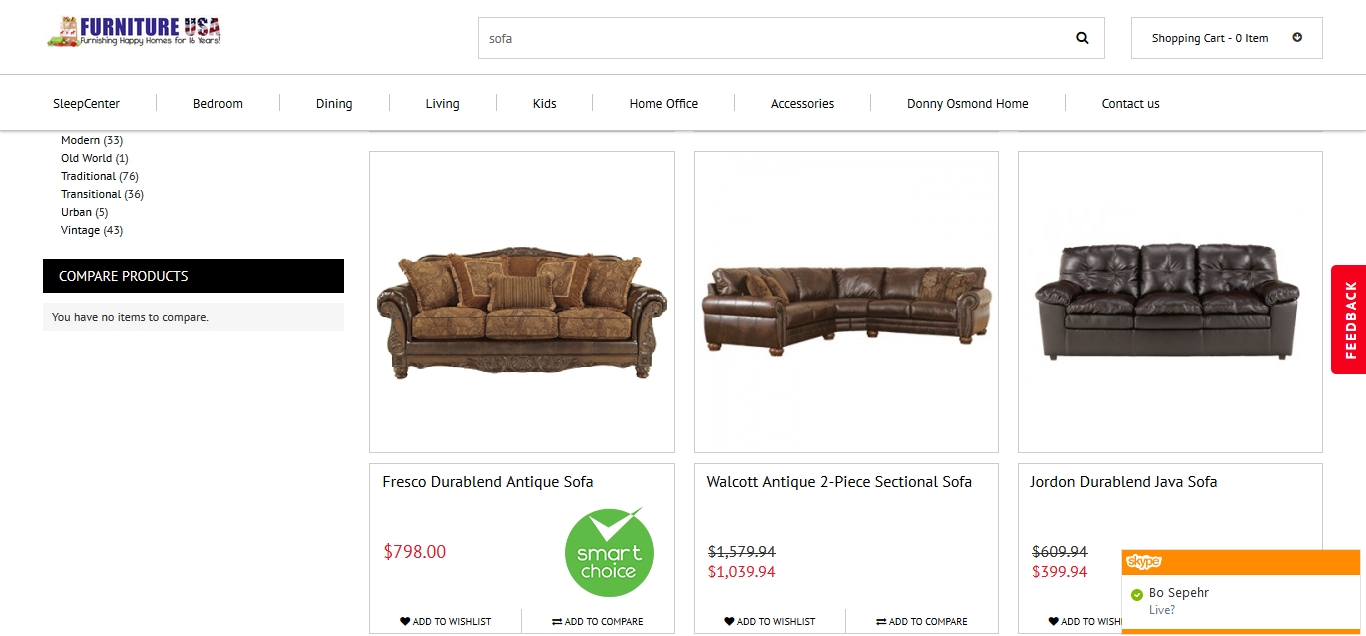 FURNITURE USA
Furnishing Happy Homes for 16 Years!
sofa
Shopping Cart - 0 Item
SleepCenter
Bedroom
Dining
Living
Kids
Home Office
Accessories
Donny Osmond Home
Contact us
Modern (33)
Old World (1)
Traditional (76)
Transitional (36)
Urban (5)
Vintage (43)
COMPARE PRODUCTS
You have no items to compare.
FEEDBACK
Fresco Durablend Antique Sofa
$798.00
smart
choice
ADD TO WISHLIST
ADD TO COMPARE
Walcott Antique 2-Piece Sectional Sofa
$1,579.94
$1,039.94
ADD TO WISHLIST
ADD TO COMPARE
Jordon Durablend Java Sofa
$609.94
$399.94
ADD TO WISH
skype
Bo Sepehr
Live?